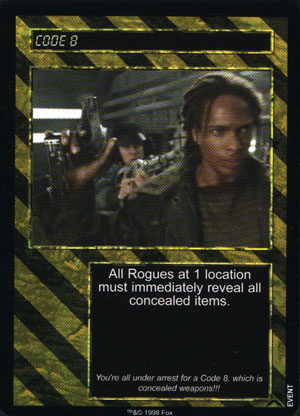 CODE 8
All Rogues at 1 location
must immediately reveal all
concealed items.
You're all under arrest for a Code 8, which is
concealed weapons!!!
EVENT
™&© 1998 Fox